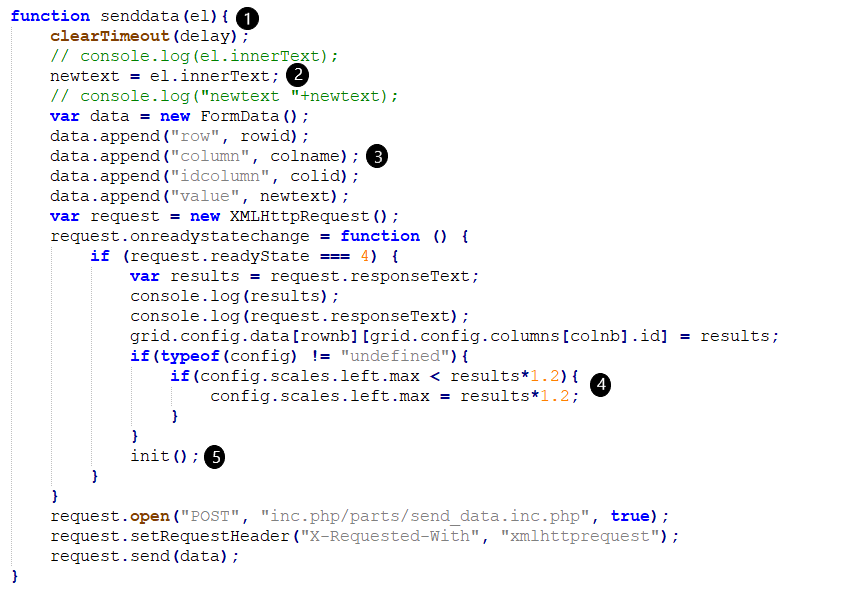 function senddata(el){ 1
clearTimeout(delay);
// console.log(el.innerText);
newtext = el.innerText; 2
// console.log("newtext "+newtext);
var data = new FormData();
data.append("row", rowid);
data.append("column", colname); 3
data.append("idcolumn", colid);
data.append("value", newtext);
var request = new XMLHttpRequest();
request.onreadystatechange = function () {
if (request.readyState === 4) {
var results = request.responseText;
console.log(results);
console.log(request.responseText);
grid.config.data[rownb][grid.config.columns[colnb].id] = results;
if(typeof(config) != "undefined"){
if(config.scales.left.max < results*1.2){ 4
config.scales.left.max = results*1.2;
}
}
init(); 5
}
}
request.open("POST", "inc.php/parts/send_data.inc.php", true);
request.setRequestHeader("X-Requested-With", "xmlhttprequest");
request.send(data);
}